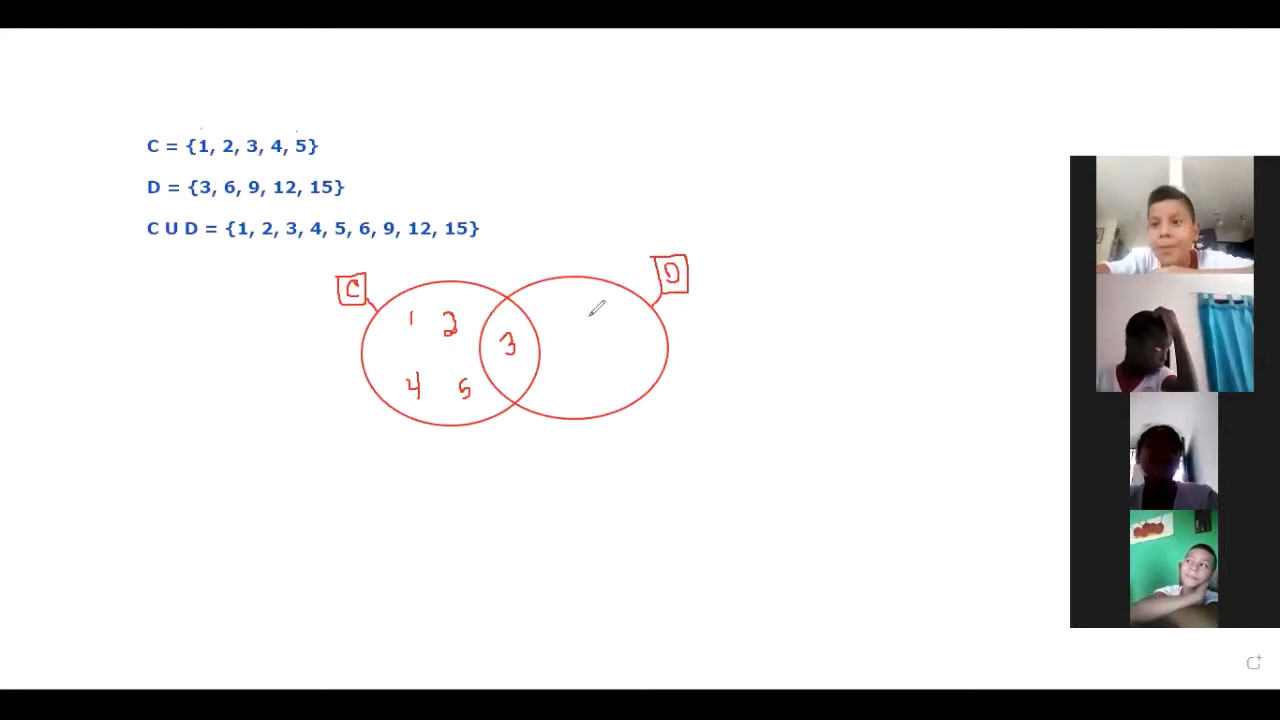 C = {1, 2, 3, 4, 5}
D = {3, 6, 9, 12, 15}
C U D = {1, 2, 3, 4, 5, 6, 9, 12, 15}
C D
1 2
3
4 5